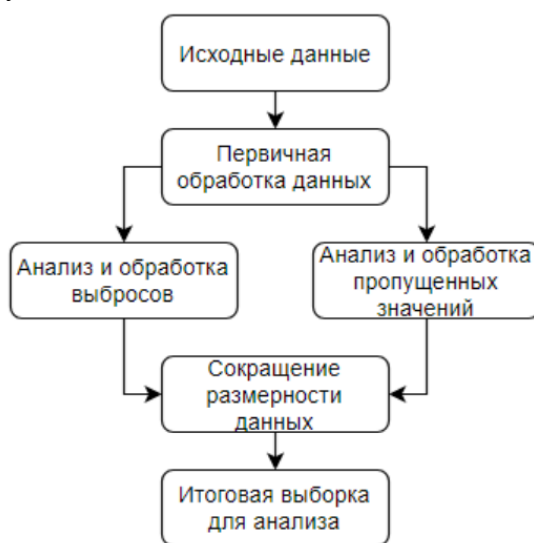 Исходные данные
Первичная
обработка данных
Анализ и обработка
выбросов
Анализ и обработка
пропущенных
значений
Сокращение
размерности
данных
Итоговая выборка
для анализа